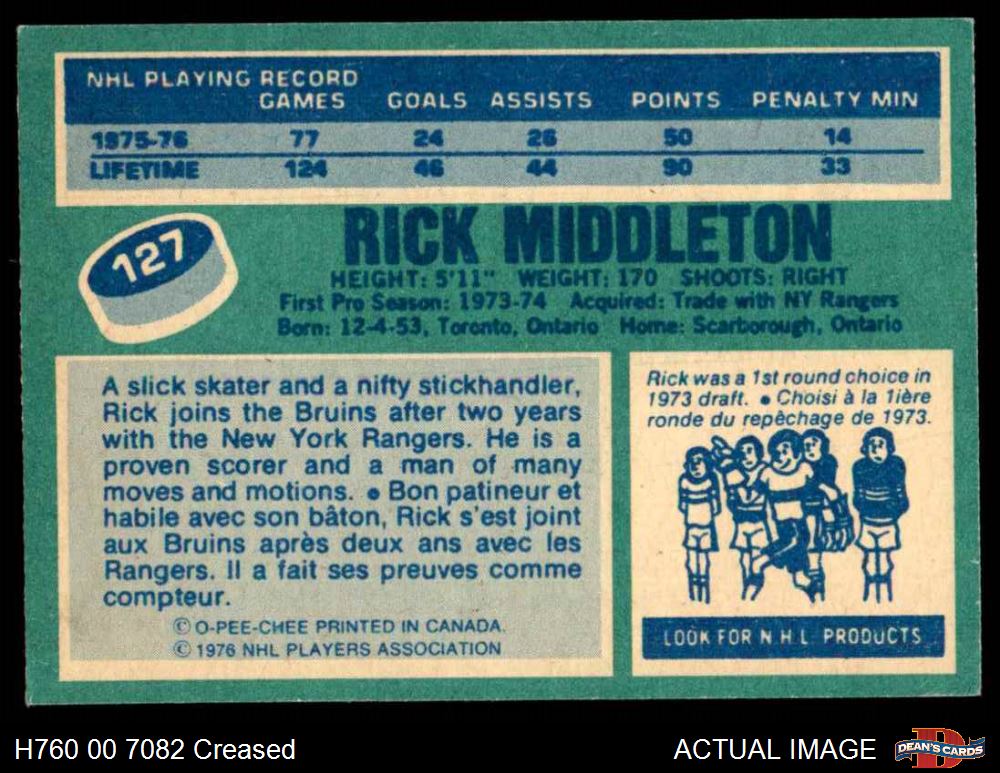 NHL PLAYING RECORD
GAMES GOALS ASSISTS POINTS PENALTY MIN
1975-76 77 24 26 50 14
LIFETIME 124 46 44 90 33
127
RICK MIDDLETON
HEIGHT: 5'11" WEIGHT: 170 SHOOTS: RIGHT
First Pro Season: 1973-74 Acquired: Trade with NY Rangers
Born: 12-4-53, Toronto, Ontario Home: Scarborough, Ontario
A slick skater and a nifty stickhandler,
Rick joins the Bruins after two years
with the New York Rangers. He is a
proven scorer and a man of many
moves and motions. ● Bon patineur et
habile avec son bâton, Rick s'est joint
aux Bruins après deux ans avec les
Rangers. Il a fait ses preuves comme
compteur.
© O-PEE-CHEE PRINTED IN CANADA.
© 1976 NHL PLAYERS ASSOCIATION
Rick was a 1st round choice in
1973 draft. ● Choisi à la 1ière
ronde du repêchage de 1973.
LOOK FOR N H L PRODUCTS
H760 00 7082 Creased
ACTUAL IMAGE
D
DEAN'S CARDS